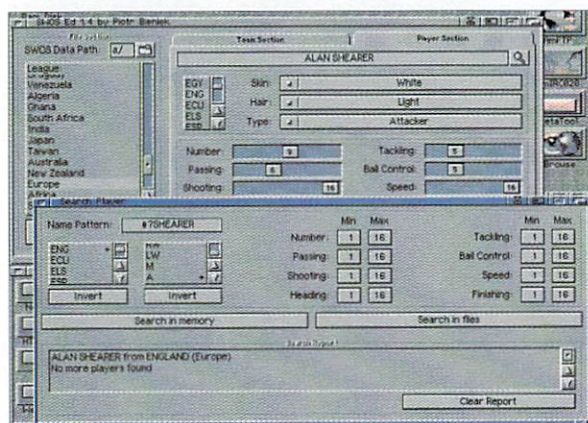 SWOS Ed 1.4 by Piotr Bieniek
File Section
SWOS Data Path: a/
League
Venezuela
Algeria
Ghana
South Africa
India
Japan
Taiwan
Australia
New Zealand
Europe
Africa
Team Section
Player Section
ALAN SHEARER
EGY
ENG
ECU
ELS
ESP
Skin: White
Hair: Light
Type: Attacker
Number: 9
Passing: 6
Shooting: 16
Tackling: 5
Ball Control: 5
Speed: 16
Browse
Search Player
Name Pattern: #?SHEARER
ENG +
ECU
ELS
ESP
RW
LW
M
A +
Invert
Invert
Min Max
Number: 1 16
Passing: 1 16
Shooting: 1 16
Heading: 1 16
Min Max
Tackling: 1 16
Ball Control: 1 16
Speed: 1 16
Finishing: 1 16
Search in memory
Search in files
Search Report
ALAN SHEARER from ENGLAND (Europe)
No more players found
Clear Report